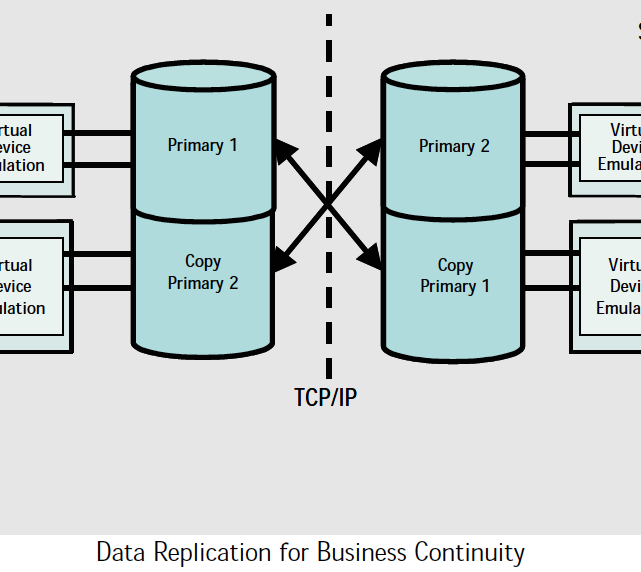 irtual
evice
ulation
Primary 1
Primary 2
Virtu
Devi
Emula
rtual
evice
ulation
Copy
Primary 2
Copy
Primary 1
Virtu
Devi
Emula
TCP/IP
Data Replication for Business Continuity